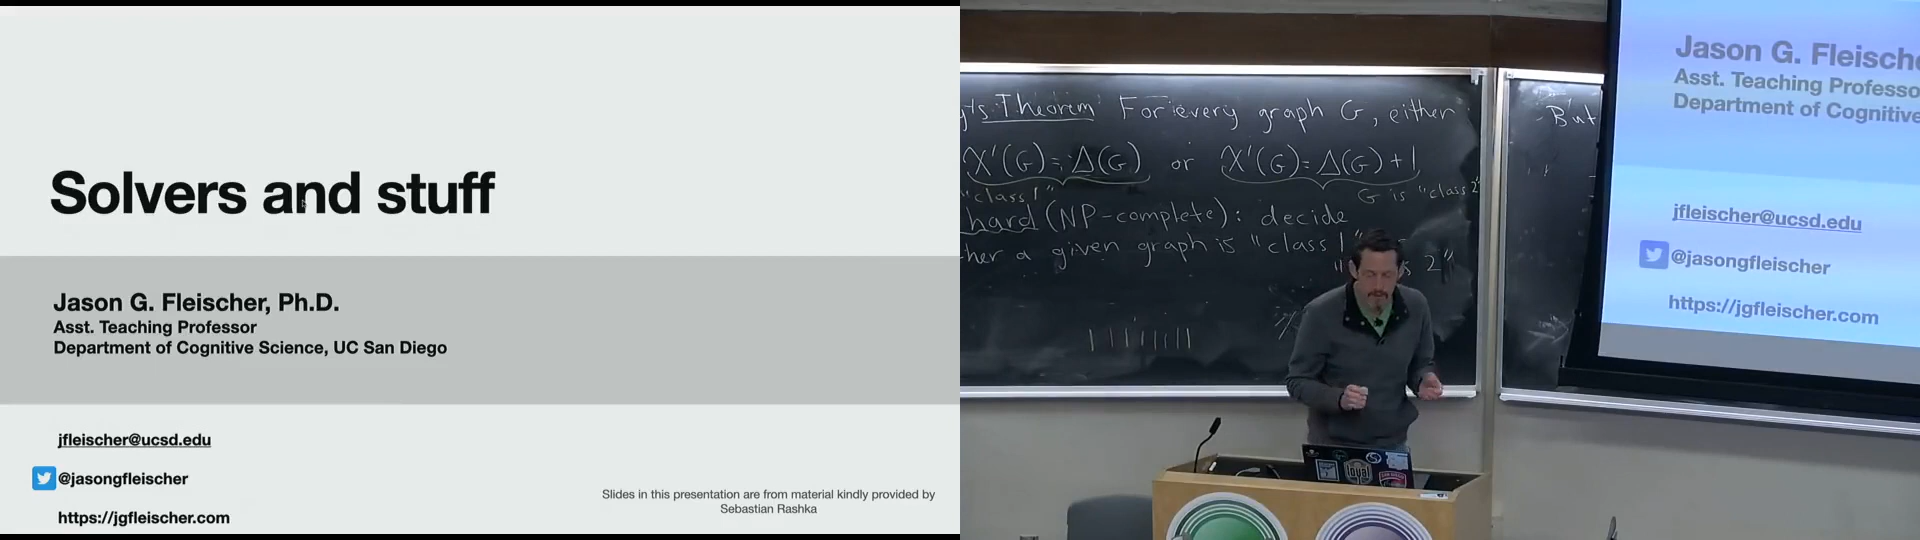 Solvers and stuff
Jason G. Fleischer, Ph.D.
Asst. Teaching Professor
Department of Cognitive Science, UC San Diego
jfleischer@ucsd.edu
@jasongfleischer
https://jgfleischer.com
Slides in this presentation are from material kindly provided by
Sebastian Rashka
y's Theorem For every graph G, either
χ'(G) = Δ(G) or χ'(G) = Δ(G) + 1
"class 1" G is "class 2"
hard (NP-complete): decide
ther a given graph is "class 1"
2"
But
Jason G. Fleische
Asst. Teaching Professo
Department of Cognitive
jfleischer@ucsd.edu
@jasongfleischer
https://jgfleischer.com
loyal